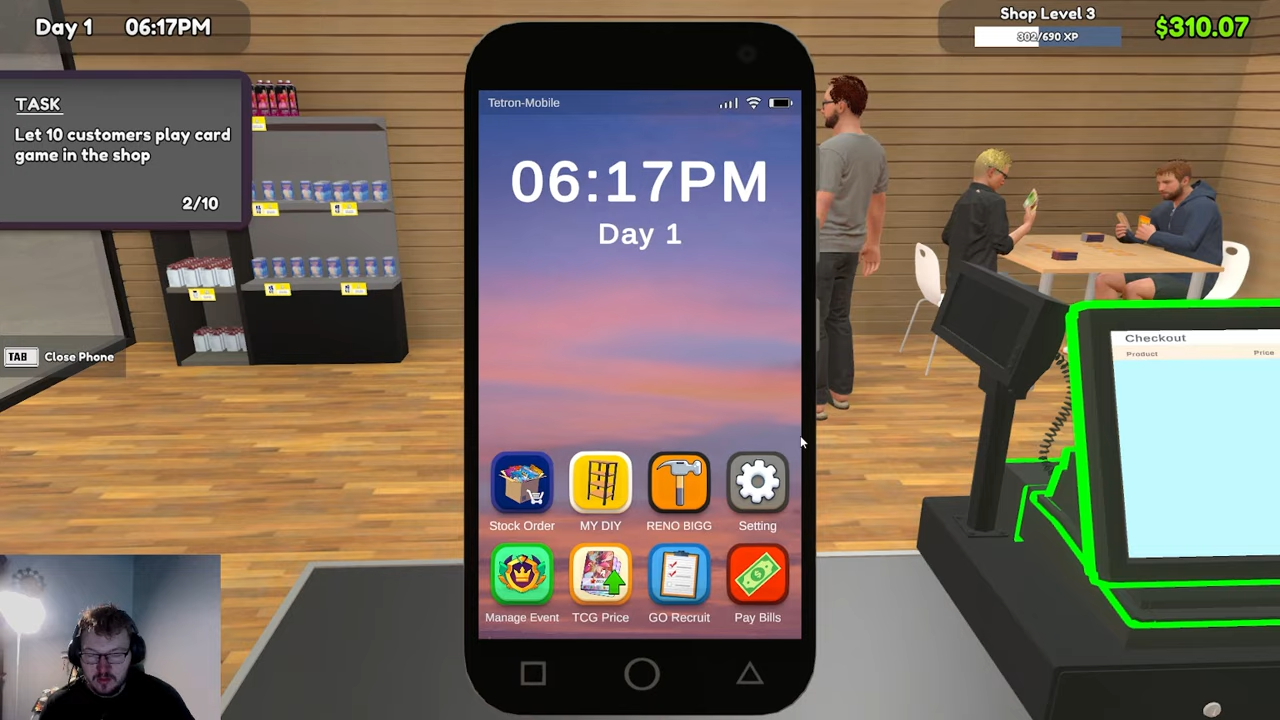 Day 1 06:17PM
Shop Level 3
302/690 XP
$310.07
TASK
Let 10 customers play card
game in the shop
2/10
TAB Close Phone
Tetron-Mobile
06:17PM
Day 1
Stock Order MY DIY RENO BIGG Setting
Manage Event TCG Price GO Recruit Pay Bills
Checkout
Product Price